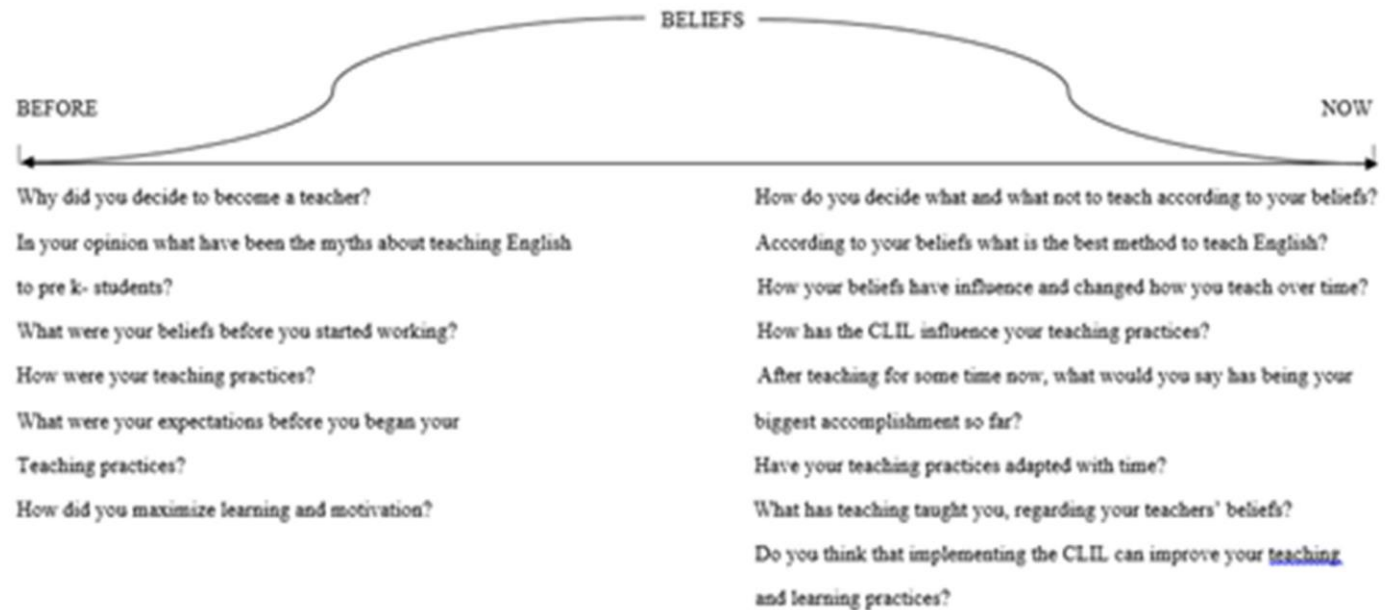 BELIEFS
BEFORE
NOW
Why did you decide to become a teacher?
In your opinion what have been the myths about teaching English
to pre k- students?
What were your beliefs before you started working?
How were your teaching practices?
What were your expectations before you began your
Teaching practices?
How did you maximize learning and motivation?
How do you decide what and what not to teach according to your beliefs?
According to your beliefs what is the best method to teach English?
How your beliefs have influence and changed how you teach over time?
How has the CLIL influence your teaching practices?
After teaching for some time now, what would you say has being your
biggest accomplishment so far?
Have your teaching practices adapted with time?
What has teaching taught you, regarding your teachers' beliefs?
Do you think that implementing the CLIL can improve your teaching
and learning practices?